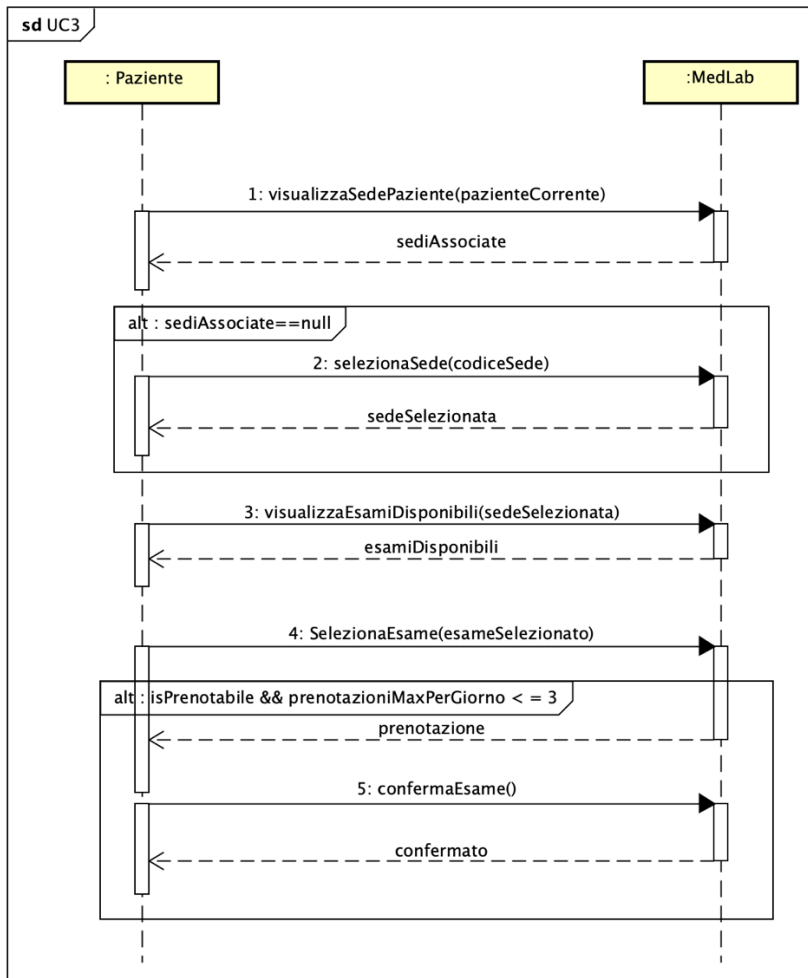 sd UC3
: Paziente
:MedLab
1: visualizzaSedePaziente(pazienteCorrente)
sediAssociate
alt : sediAssociate==null
2: selezionaSede(codiceSede)
sedeSelezionata
3: visualizzaEsamiDisponibili(sedeSelezionata)
esamiDisponibili
4: SelezionaEsame(esameSelezionato)
alt : isPrenotabile && prenotazioniMaxPerGiorno < = 3
prenotazione
5: confermaEsame()
confermato